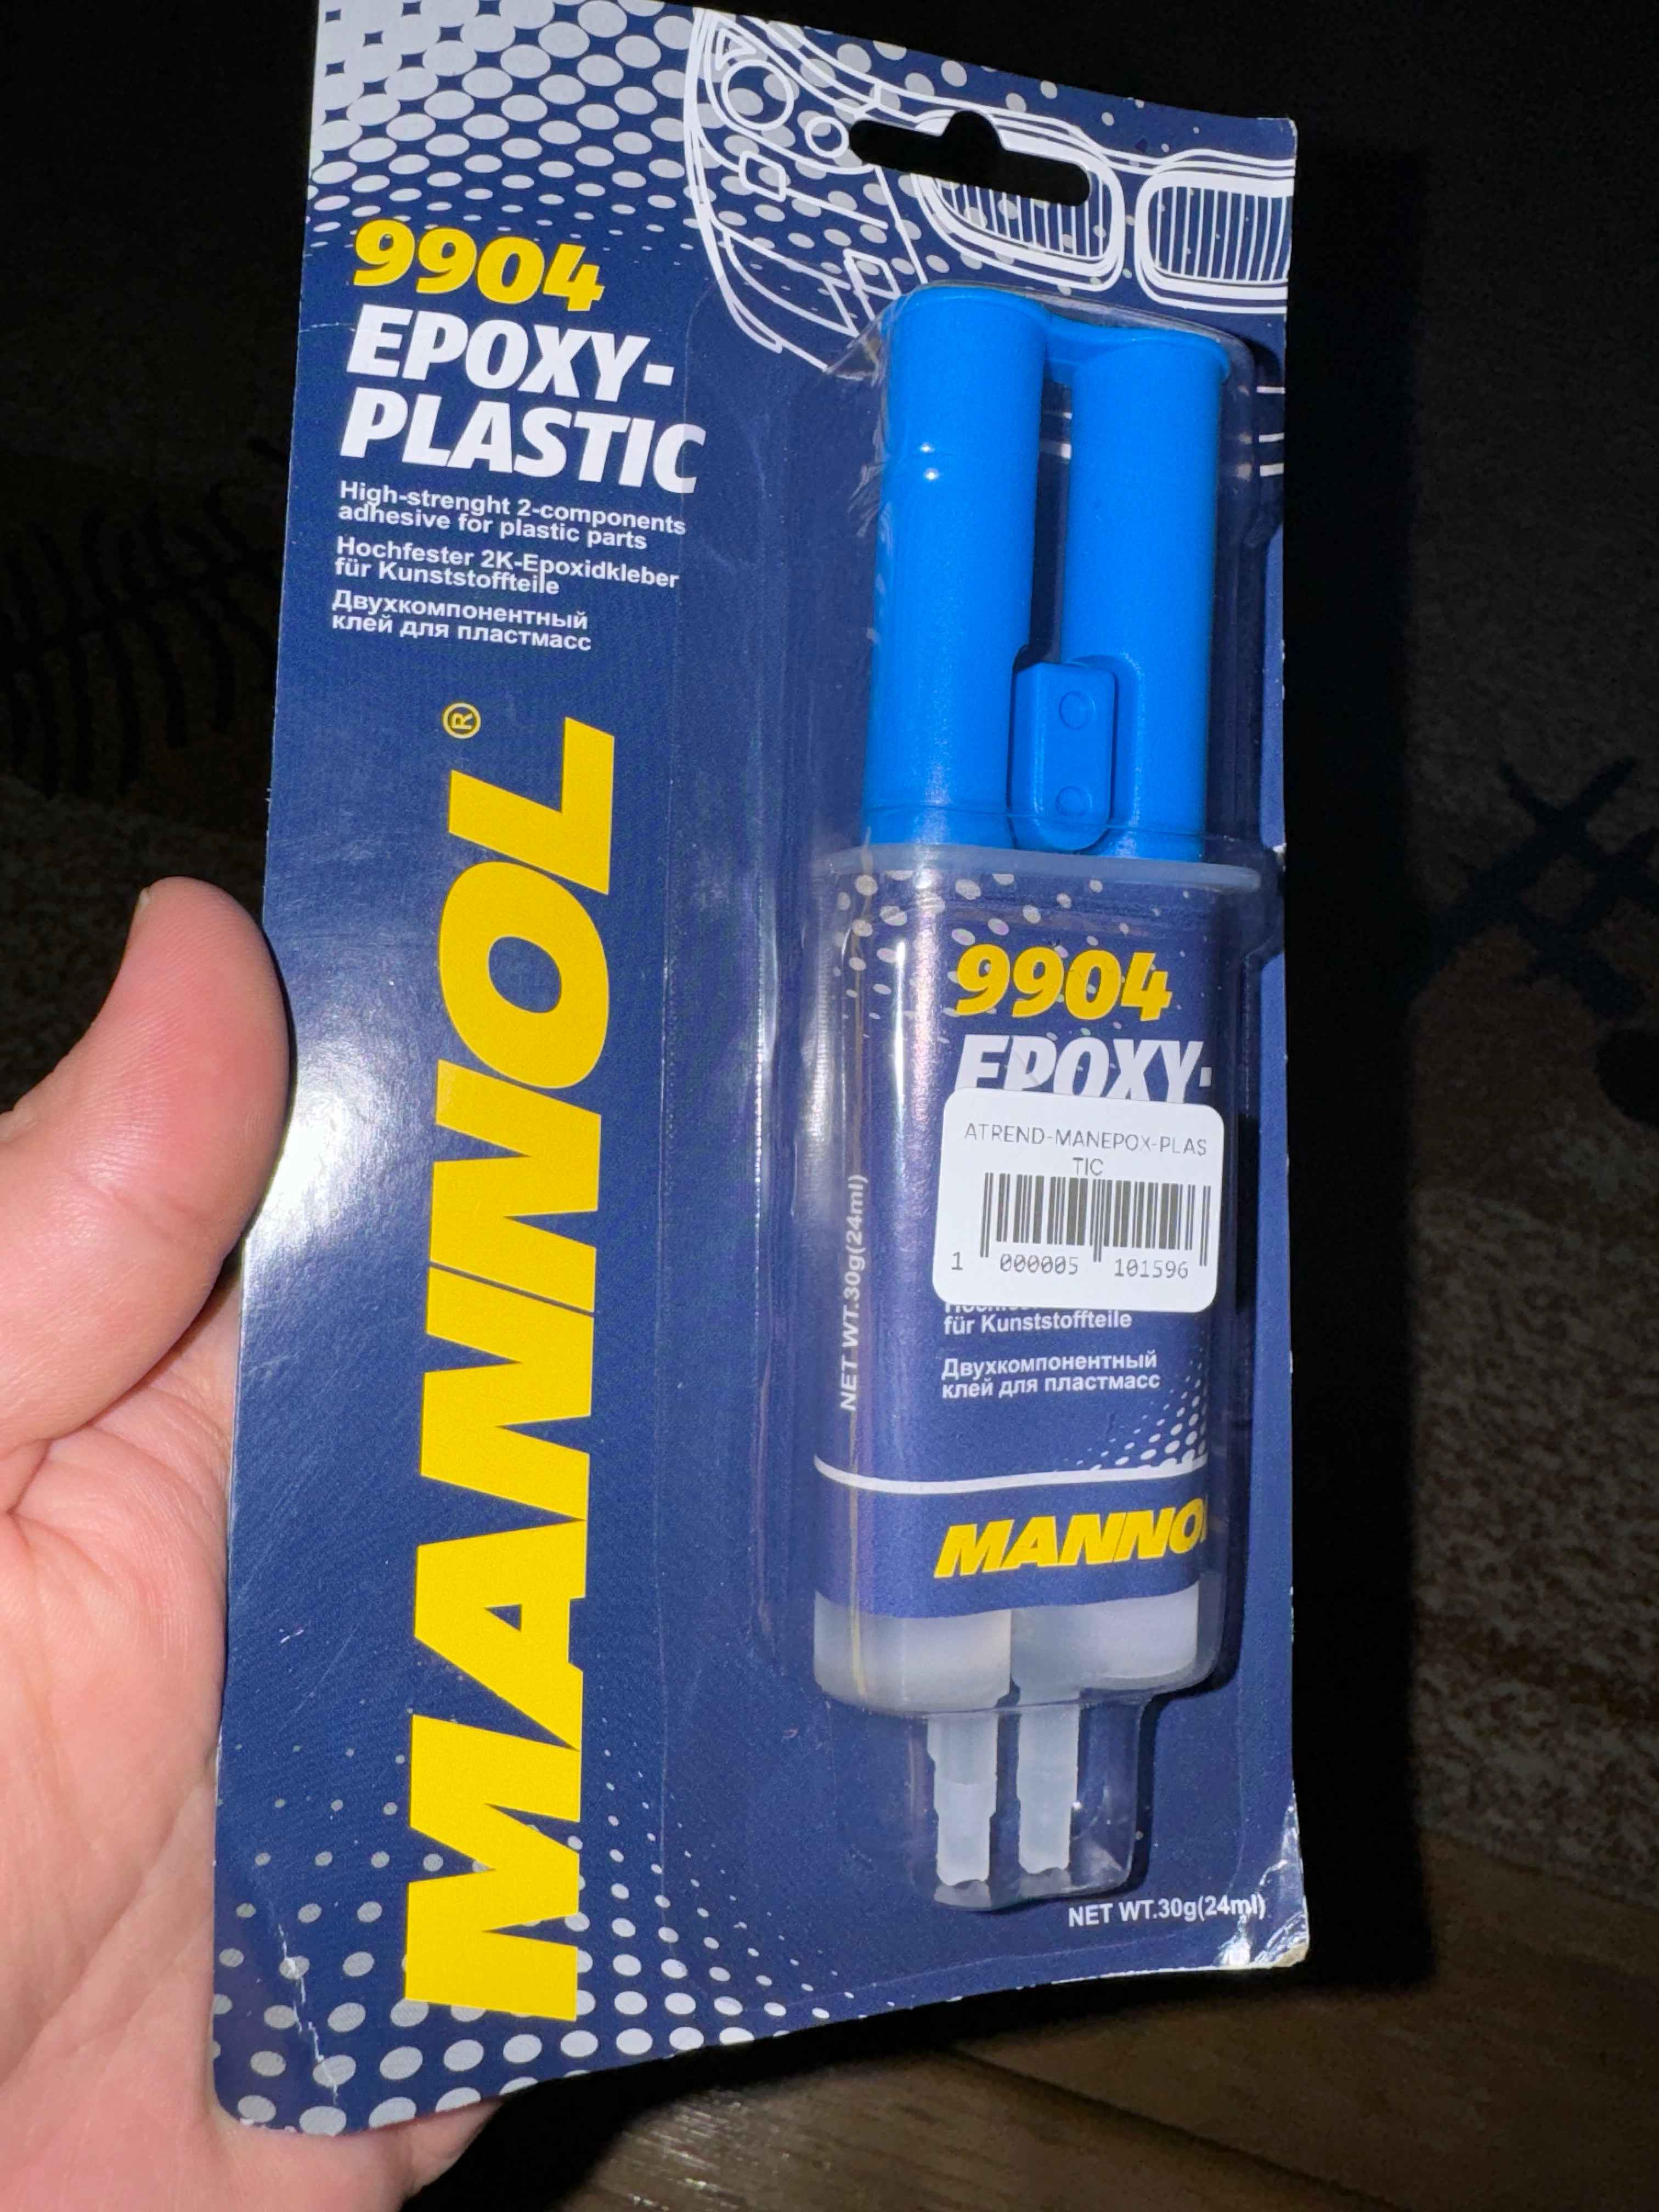 9904
EPOXY-
PLASTIC
High-strenght 2-components
adhesive for plastic parts
Hochfester 2K-Epoxidkleber
für Kunststoffteile
Двухкомпонентный
клей для пластмасс
MANNOL®
9904
EPOXY-
ATREND-MANEPOX-PLAS
TIC
1 000005 101596
für Kunststoffteile
Двухкомпонентный
клей для пластмасс
NET WT.30g(24ml)
MANNO
NET WT.30g(24ml)